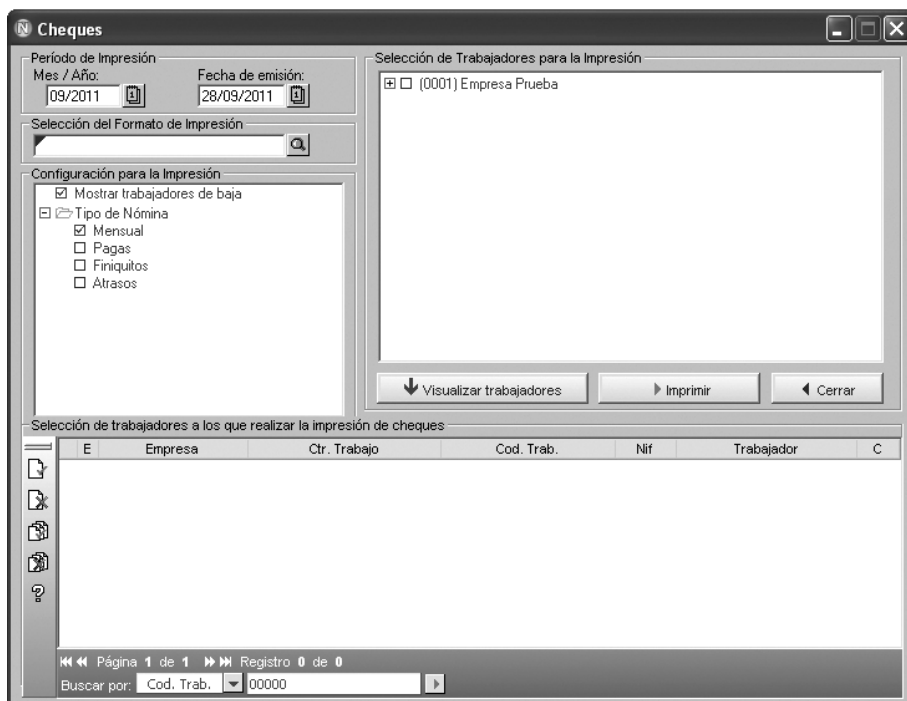 Cheques
Período de Impresión
Mes / Año:
Fecha de emisión:
09/2011
28/09/2011
Selección del Formato de Impresión
Configuración para la Impresión
Mostrar trabajadores de baja
Tipo de Nómina
Mensual
Pagas
Finiquitos
Atrasos
Selección de Trabajadores para la Impresión
(0001) Empresa Prueba
Visualizar trabajadores
Imprimir
Cerrar
Selección de trabajadores a los que realizar la impresión de cheques
E Empresa Ctr. Trabajo Cod. Trab. Nif Trabajador C
Página 1 de 1 Registro 0 de 0
Buscar por: Cod. Trab. 00000